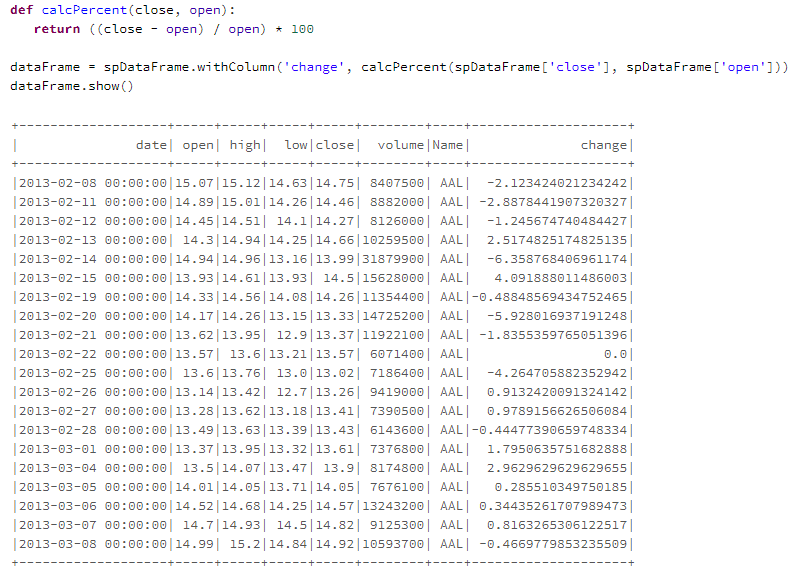 def calcPercent(close, open):
   return ((close - open) / open) * 100

dataFrame = spDataFrame.withColumn('change', calcPercent(spDataFrame['close'], spDataFrame['open']))
dataFrame.show()

+-------------------+-----+-----+-----+-----+--------+----+--------------------+
|               date| open| high|  low|close|  volume|Name|              change|
+-------------------+-----+-----+-----+-----+--------+----+--------------------+
|2013-02-08 00:00:00|15.07|15.12|14.63|14.75| 8407500| AAL|  -2.123424021234242|
|2013-02-11 00:00:00|14.89|15.01|14.26|14.46| 8882000| AAL| -2.8878441907320327|
|2013-02-12 00:00:00|14.45|14.51| 14.1|14.27| 8126000| AAL|  -1.245674740484427|
|2013-02-13 00:00:00| 14.3|14.94|14.25|14.66|10259500| AAL|  2.5174825174825135|
|2013-02-14 00:00:00|14.94|14.96|13.16|13.99|31879900| AAL|  -6.358768406961174|
|2013-02-15 00:00:00|13.93|14.61|13.93| 14.5|15628000| AAL|   4.091888011486003|
|2013-02-19 00:00:00|14.33|14.56|14.08|14.26|11354400| AAL|-0.48848569434752465|
|2013-02-20 00:00:00|14.17|14.26|13.15|13.33|14725200| AAL|  -5.928016937191248|
|2013-02-21 00:00:00|13.62|13.95| 12.9|13.37|11922100| AAL| -1.8355359765051396|
|2013-02-22 00:00:00|13.57| 13.6|13.21|13.57| 6071400| AAL|                 0.0|
|2013-02-25 00:00:00| 13.6|13.76| 13.0|13.02| 7186400| AAL|  -4.264705882352942|
|2013-02-26 00:00:00|13.14|13.42| 12.7|13.26| 9419000| AAL|  0.9132420091324142|
|2013-02-27 00:00:00|13.28|13.62|13.18|13.41| 7390500| AAL|  0.9789156626506084|
|2013-02-28 00:00:00|13.49|13.63|13.39|13.43| 6143600| AAL|-0.44477390659748334|
|2013-03-01 00:00:00|13.37|13.95|13.32|13.61| 7376800| AAL|  1.7950635751682888|
|2013-03-04 00:00:00| 13.5|14.07|13.47| 13.9| 8174800| AAL|  2.9629629629629655|
|2013-03-05 00:00:00|14.01|14.05|13.71|14.05| 7676100| AAL|   0.285510349750185|
|2013-03-06 00:00:00|14.52|14.68|14.25|14.57|13243200| AAL| 0.34435261707989473|
|2013-03-07 00:00:00| 14.7|14.93| 14.5|14.82| 9125300| AAL|  0.8163265306122517|
|2013-03-08 00:00:00|14.99| 15.2|14.84|14.92|10593700| AAL| -0.4669779853235509|
+-------------------+-----+-----+-----+-----+--------+----+--------------------+